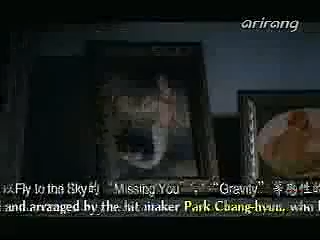 arirang
以Fly to the Sky的 "Missing You" 와 "Gravity" 等感性的
and arranged by the hit maker Park Chang-hyun, who